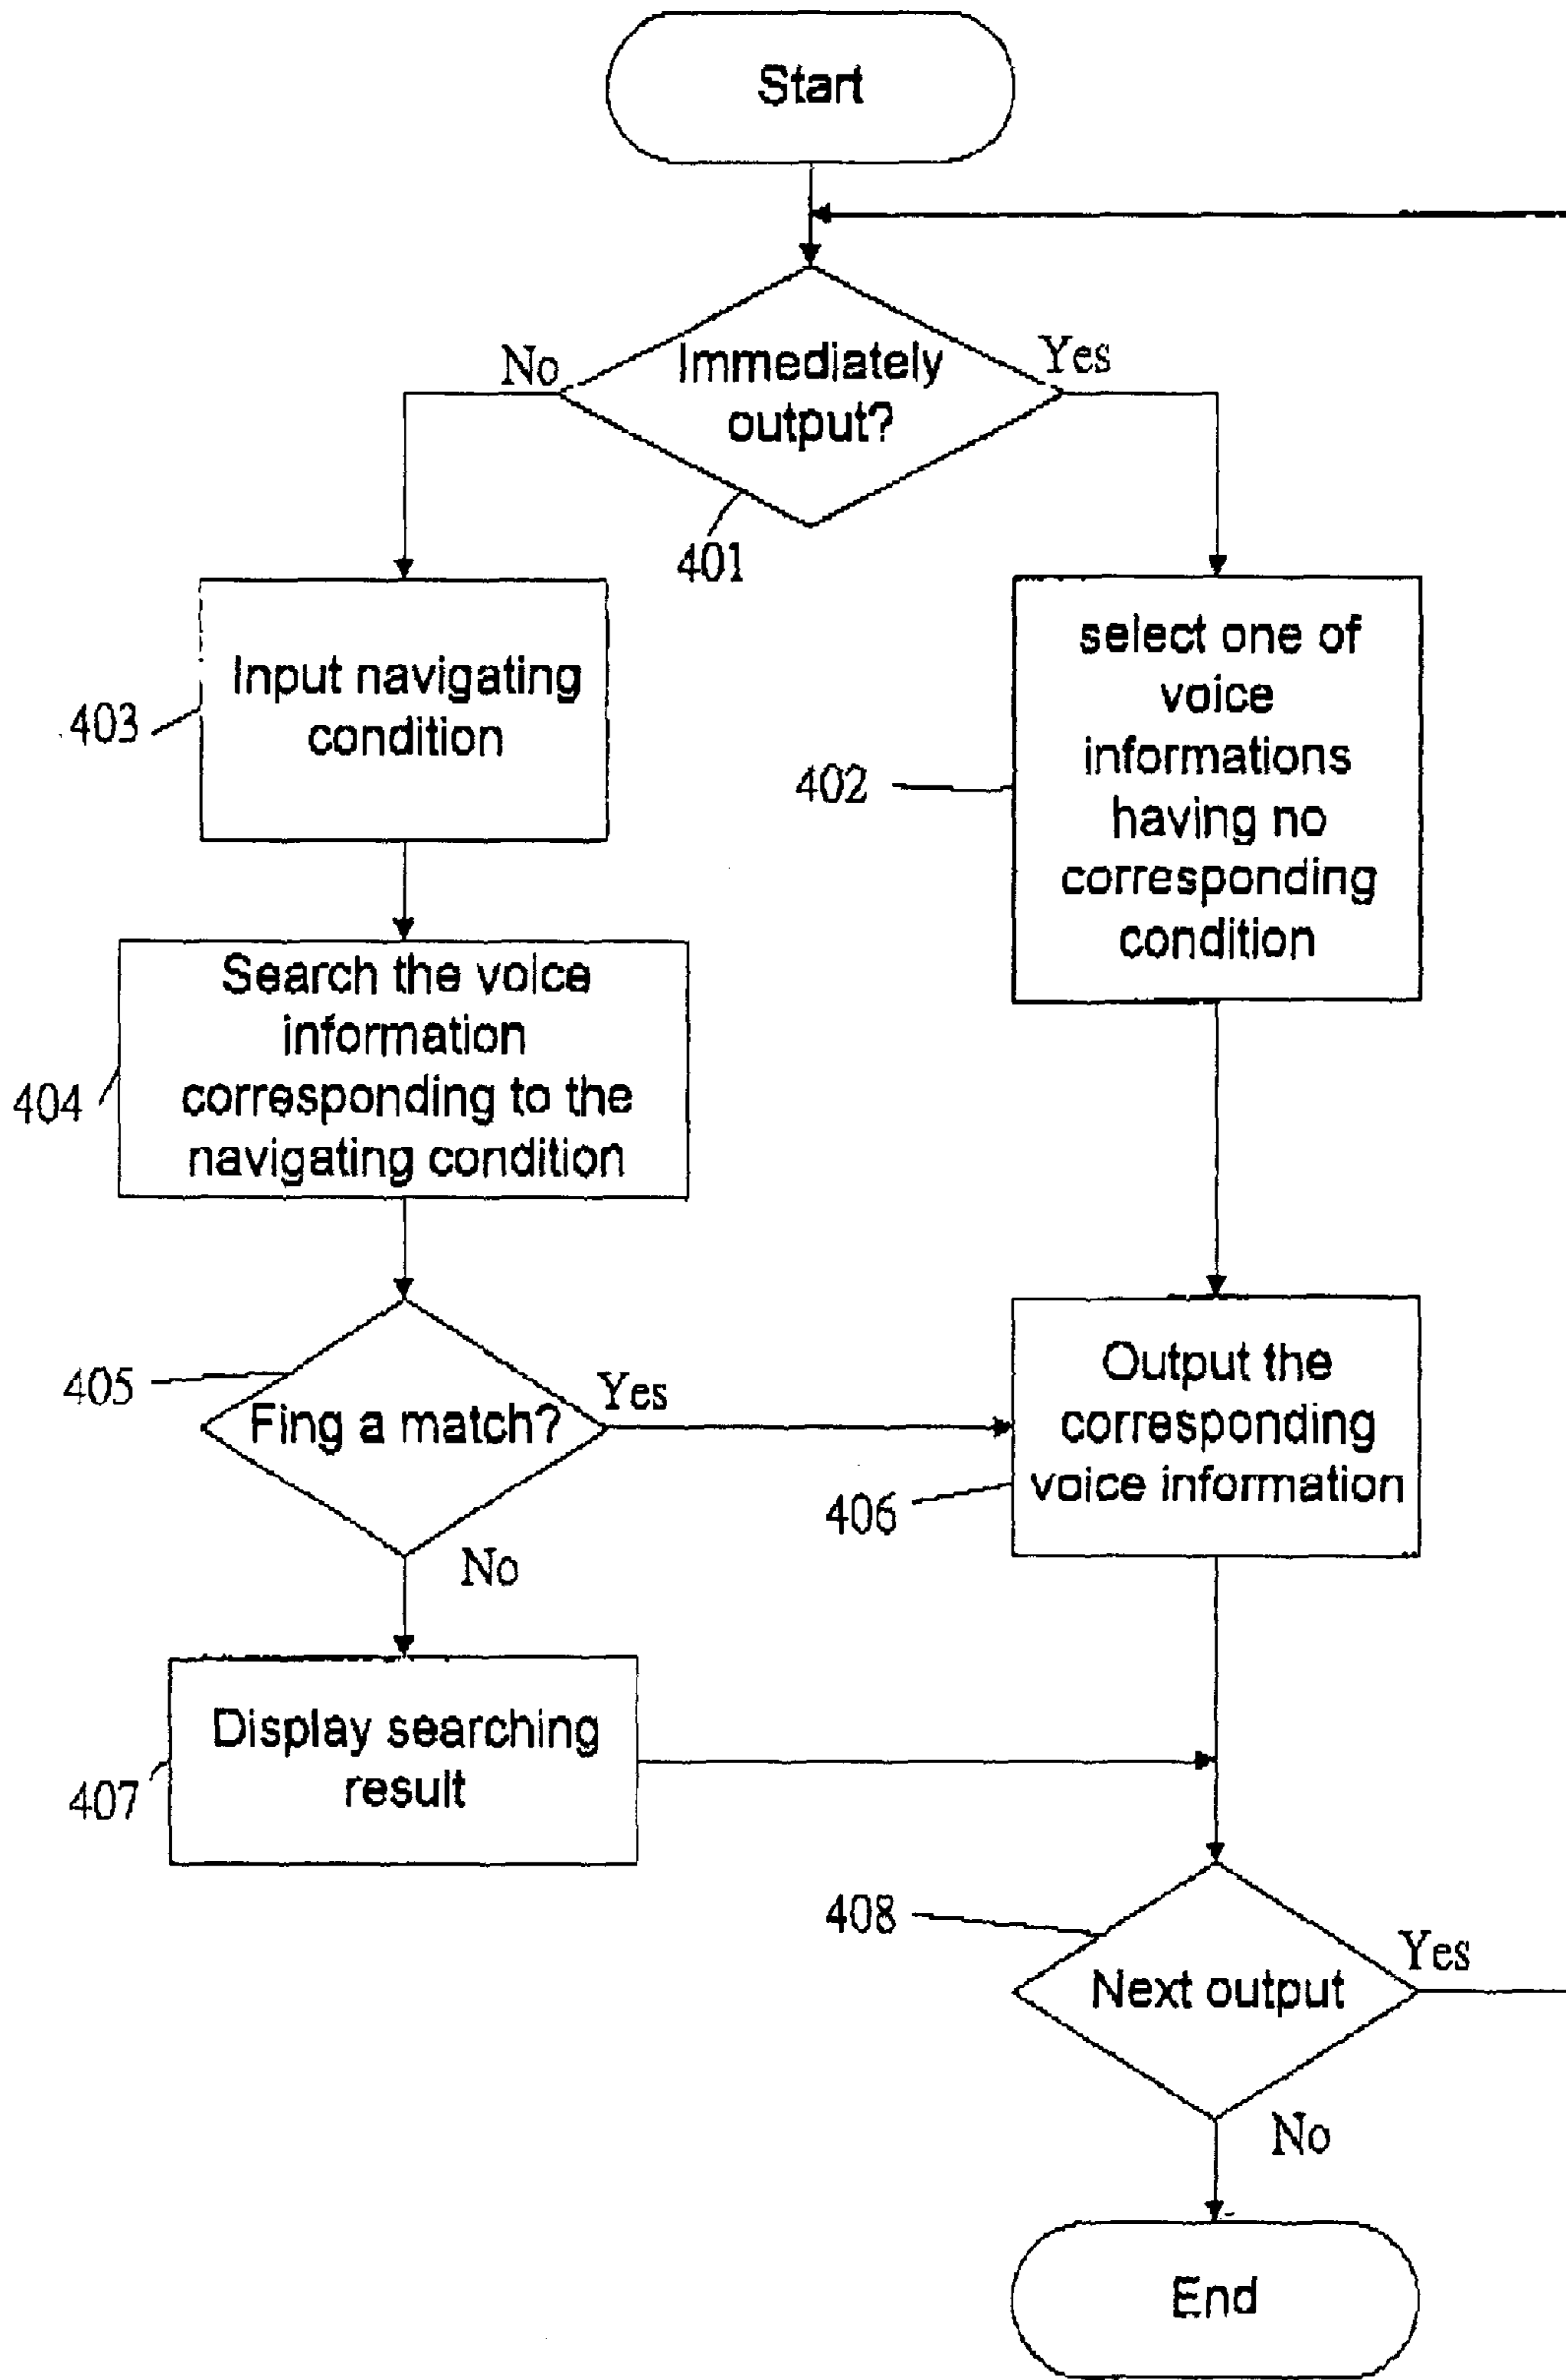 Start
No
Immediately
output?
Yes
401
Input navigating
condition
403
select one of
voice
informations
having no
corresponding
condition
402
Search the voice
information
corresponding to the
navigating condition
404
405
Fing a match?
Yes
No
Output the
corresponding
voice information
406
Display searching
result
407
408
Next output
Yes
No
End